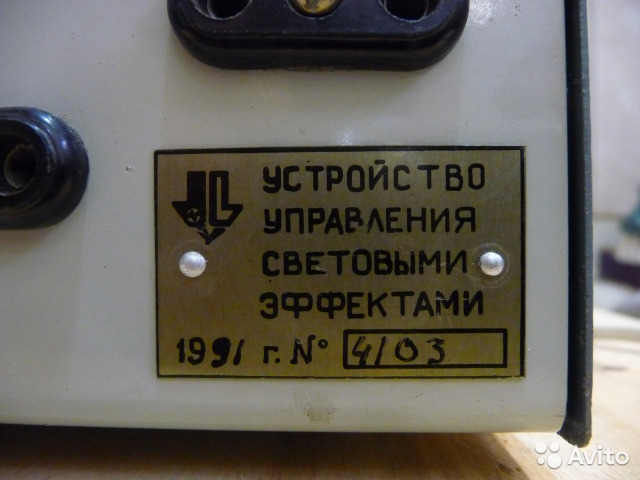 УСТРОЙСТВО
УПРАВЛЕНИЯ
СВЕТОВЫМИ
ЭФФЕКТАМИ
1991 г. № 4103
Avito